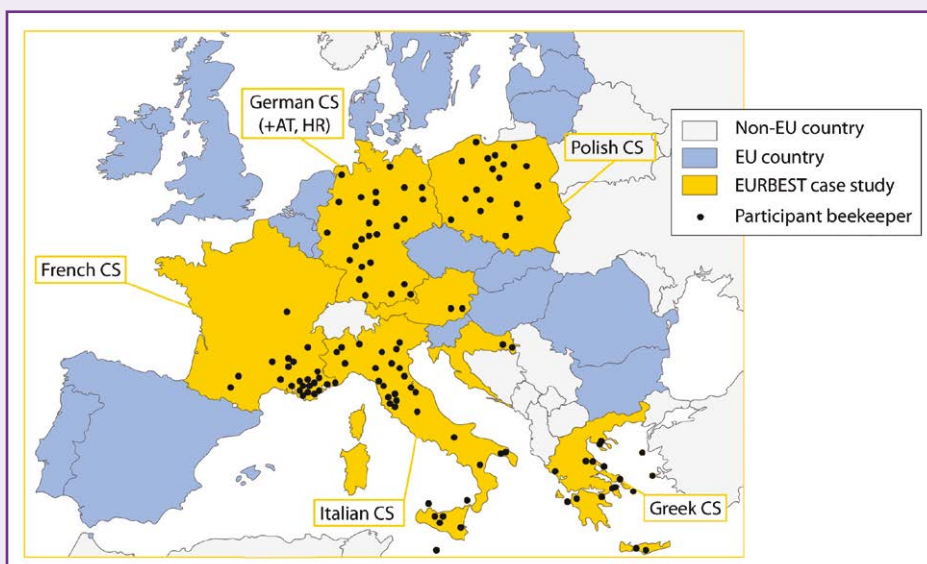 German CS
(+AT, HR)
Polish CS
Non-EU country
EU country
EURBEST case study
Participant beekeeper
French CS
Italian CS
Greek CS